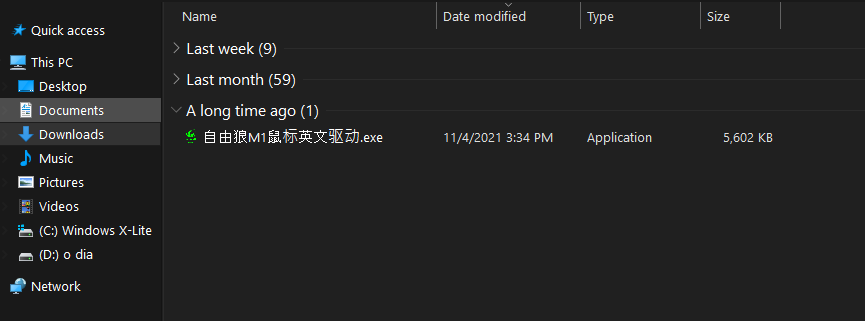 Name Date modified Type Size
Quick access
This PC
Desktop
Documents
Downloads
Music
Pictures
Videos
(C:) Windows X-Lite
(D:) o dia
Network
Last week (9)
Last month (59)
A long time ago (1)
自由狼M1鼠标英文驱动.exe 11/4/2021 3:34 PM Application 5,602 KB